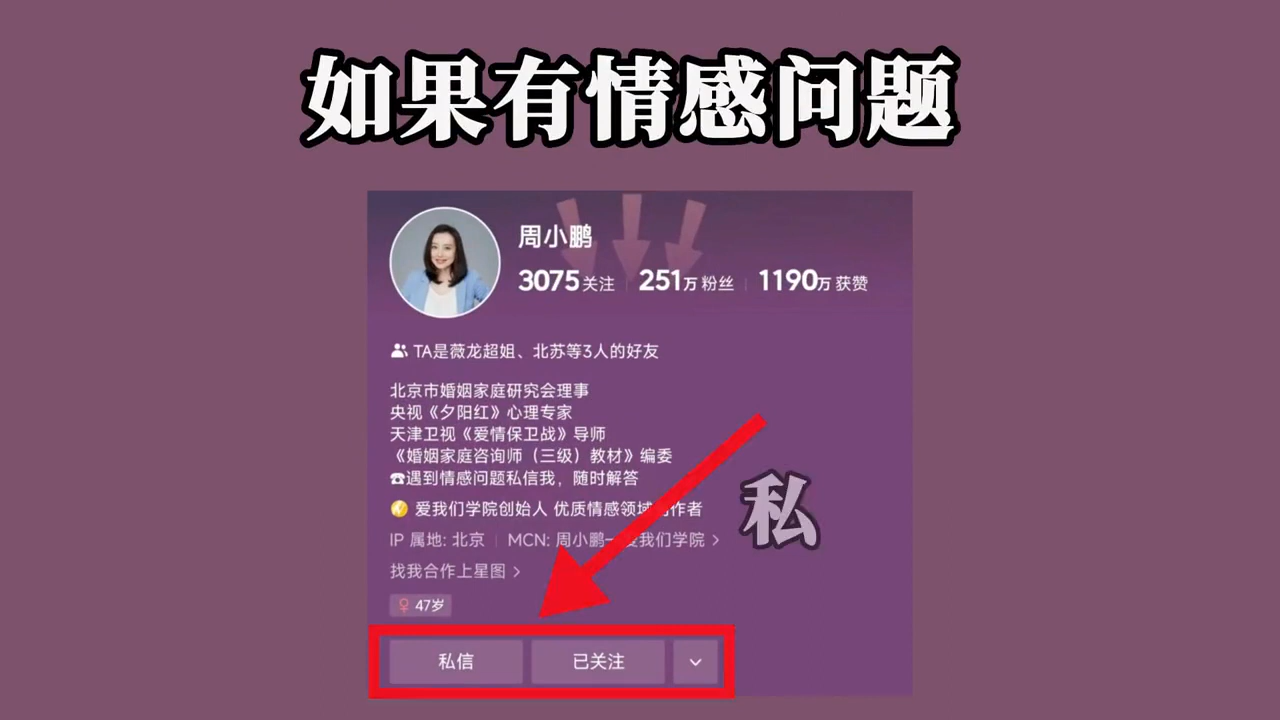 如果有情感问题
周小鹏
3075关注 251万粉丝 1190万获赞
TA是薇龙超姐、北苏等3人的好友
北京市婚姻家庭研究会理事
央视《夕阳红》心理专家
天津卫视《爱情保卫战》导师
《婚姻家庭咨询师（三级）教材》编委
☎遇到情感问题私信我，随时解答
爱我们学院创始人 优质情感领域作者
私
IP 属地: 北京 MCN: 周小鹏—爱我们学院 >
找我合作上星图 >
♀ 47岁
私信 已关注